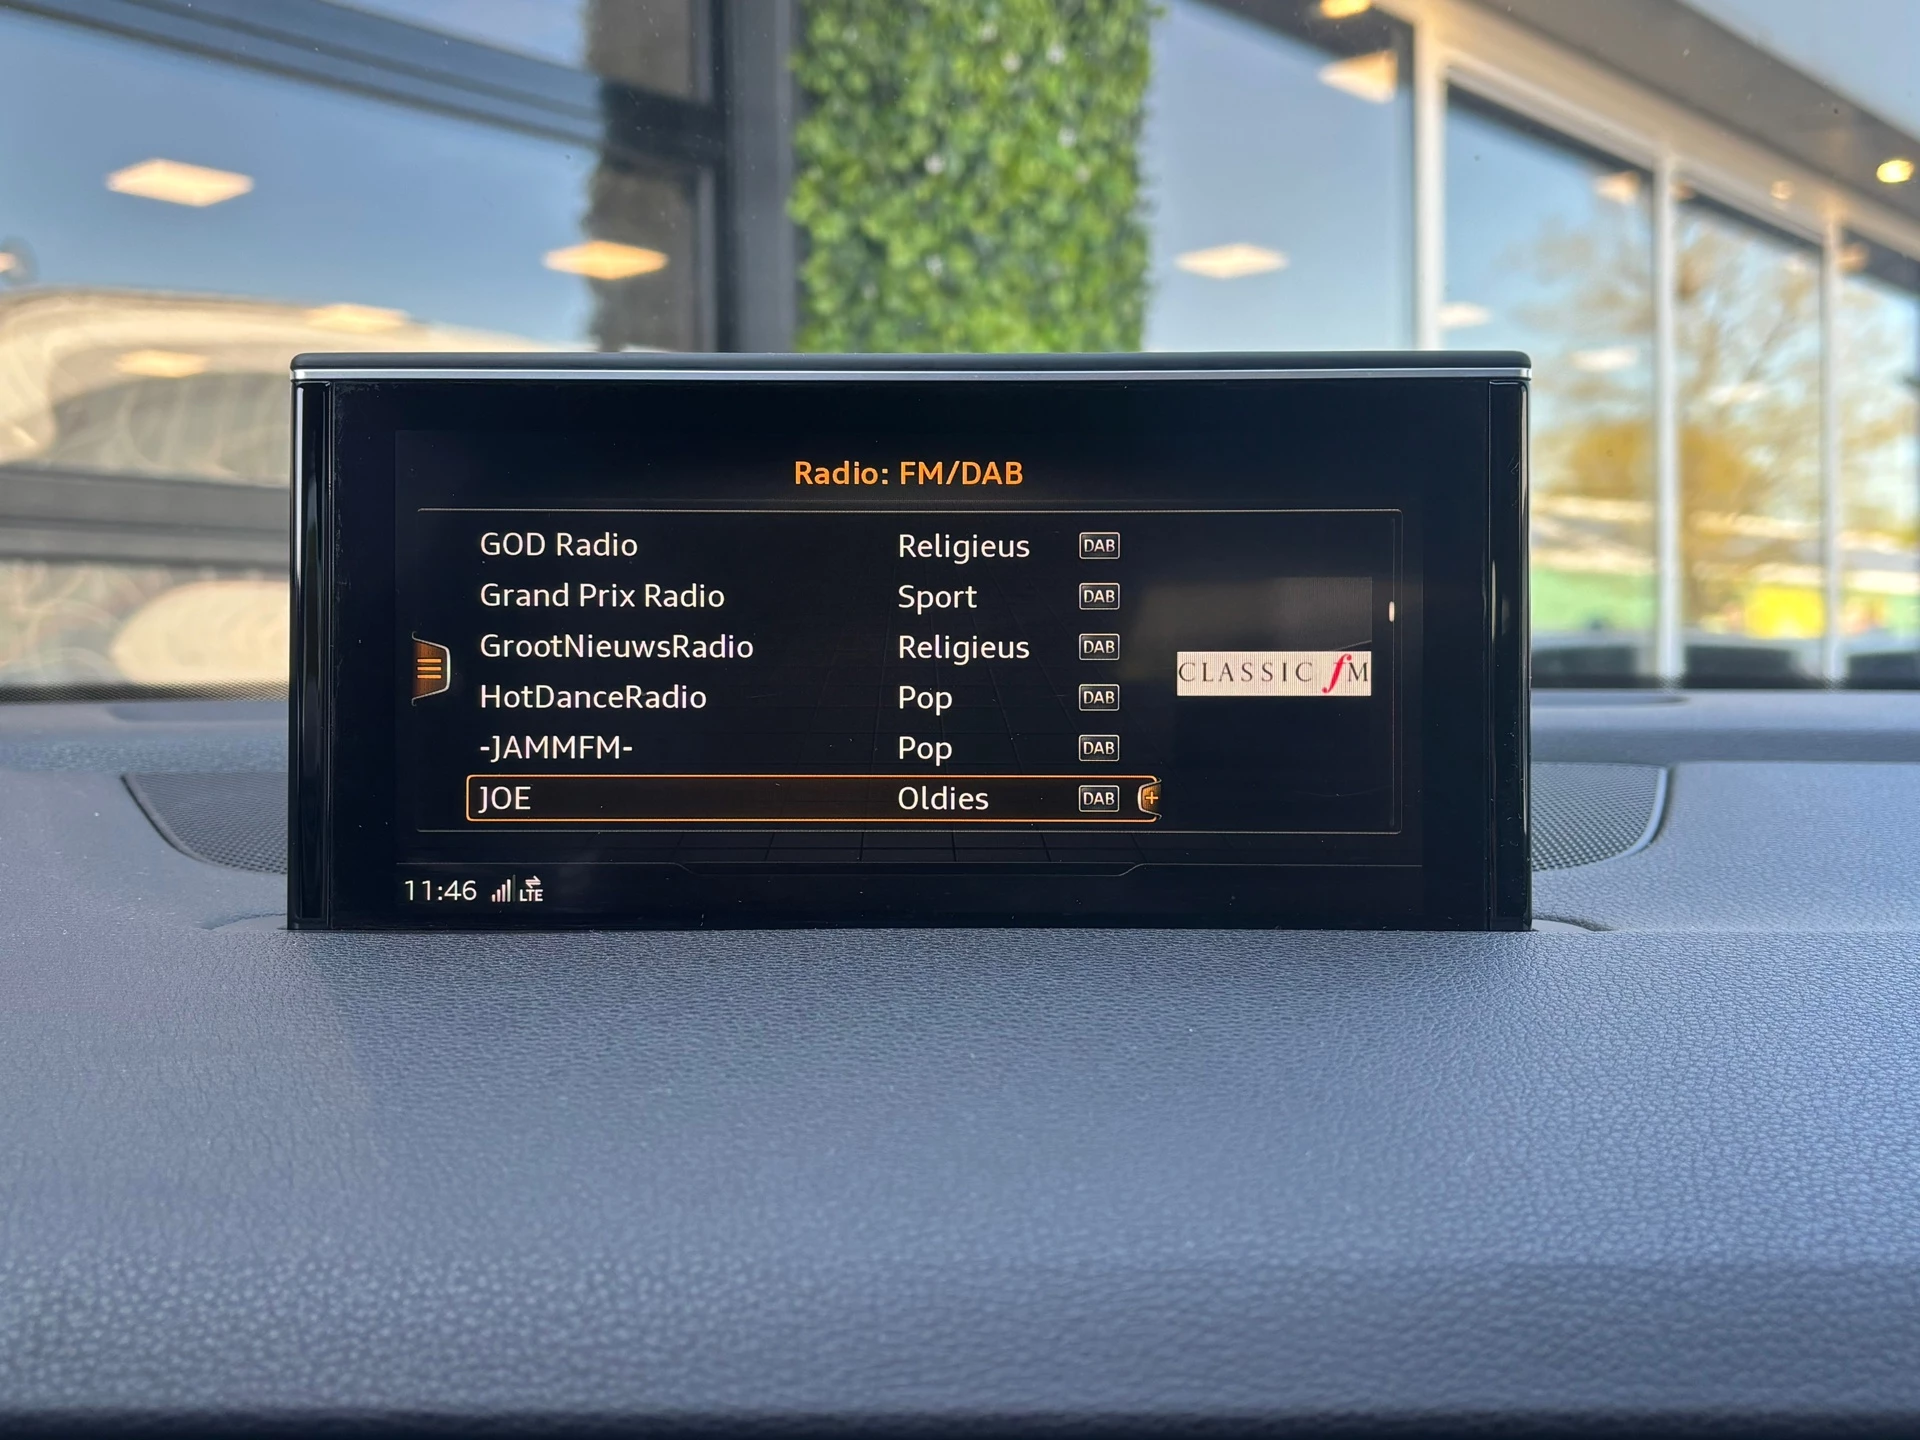 Radio: FM/DAB
GOD Radio Religieus DAB
Grand Prix Radio Sport DAB
GrootNieuwsRadio Religieus DAB
HotDanceRadio Pop DAB
-JAMMFM- Pop DAB
JOE Oldies DAB +
CLASSIC fM
11:46 LTE